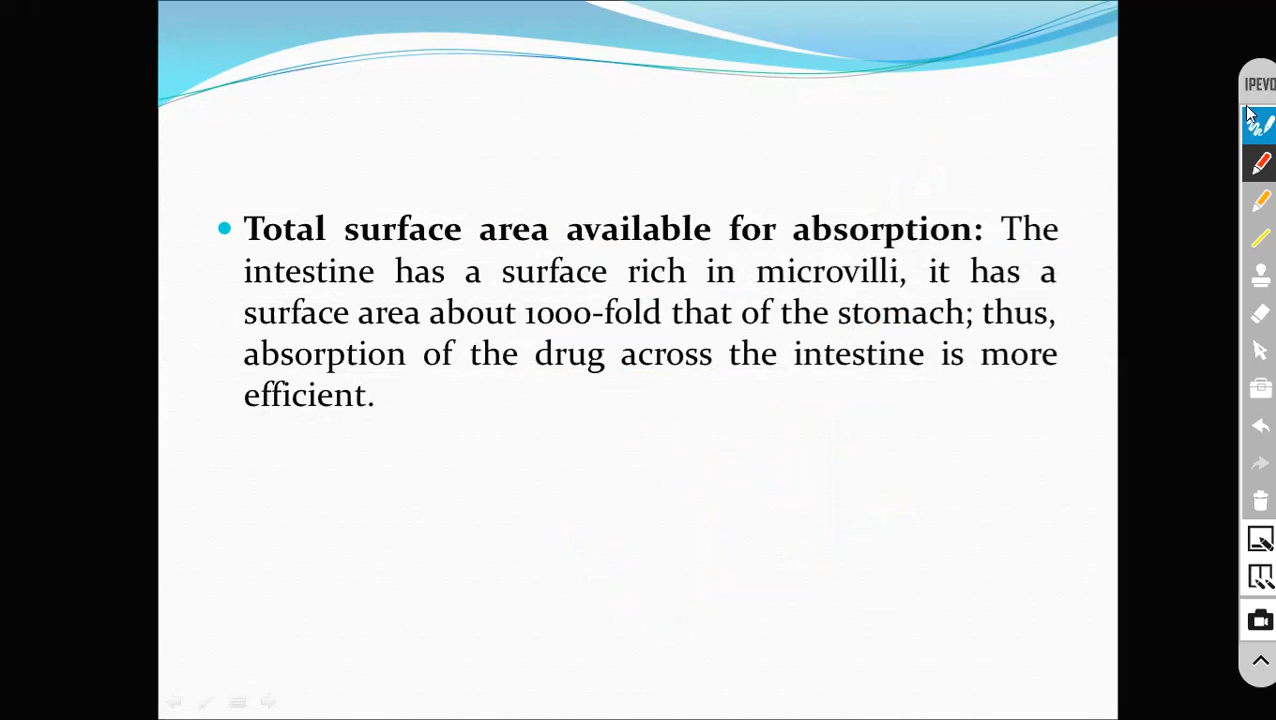 IPEVO
• Total surface area available for absorption: The
intestine has a surface rich in microvilli, it has a
surface area about 1000-fold that of the stomach; thus,
absorption of the drug across the intestine is more
efficient.